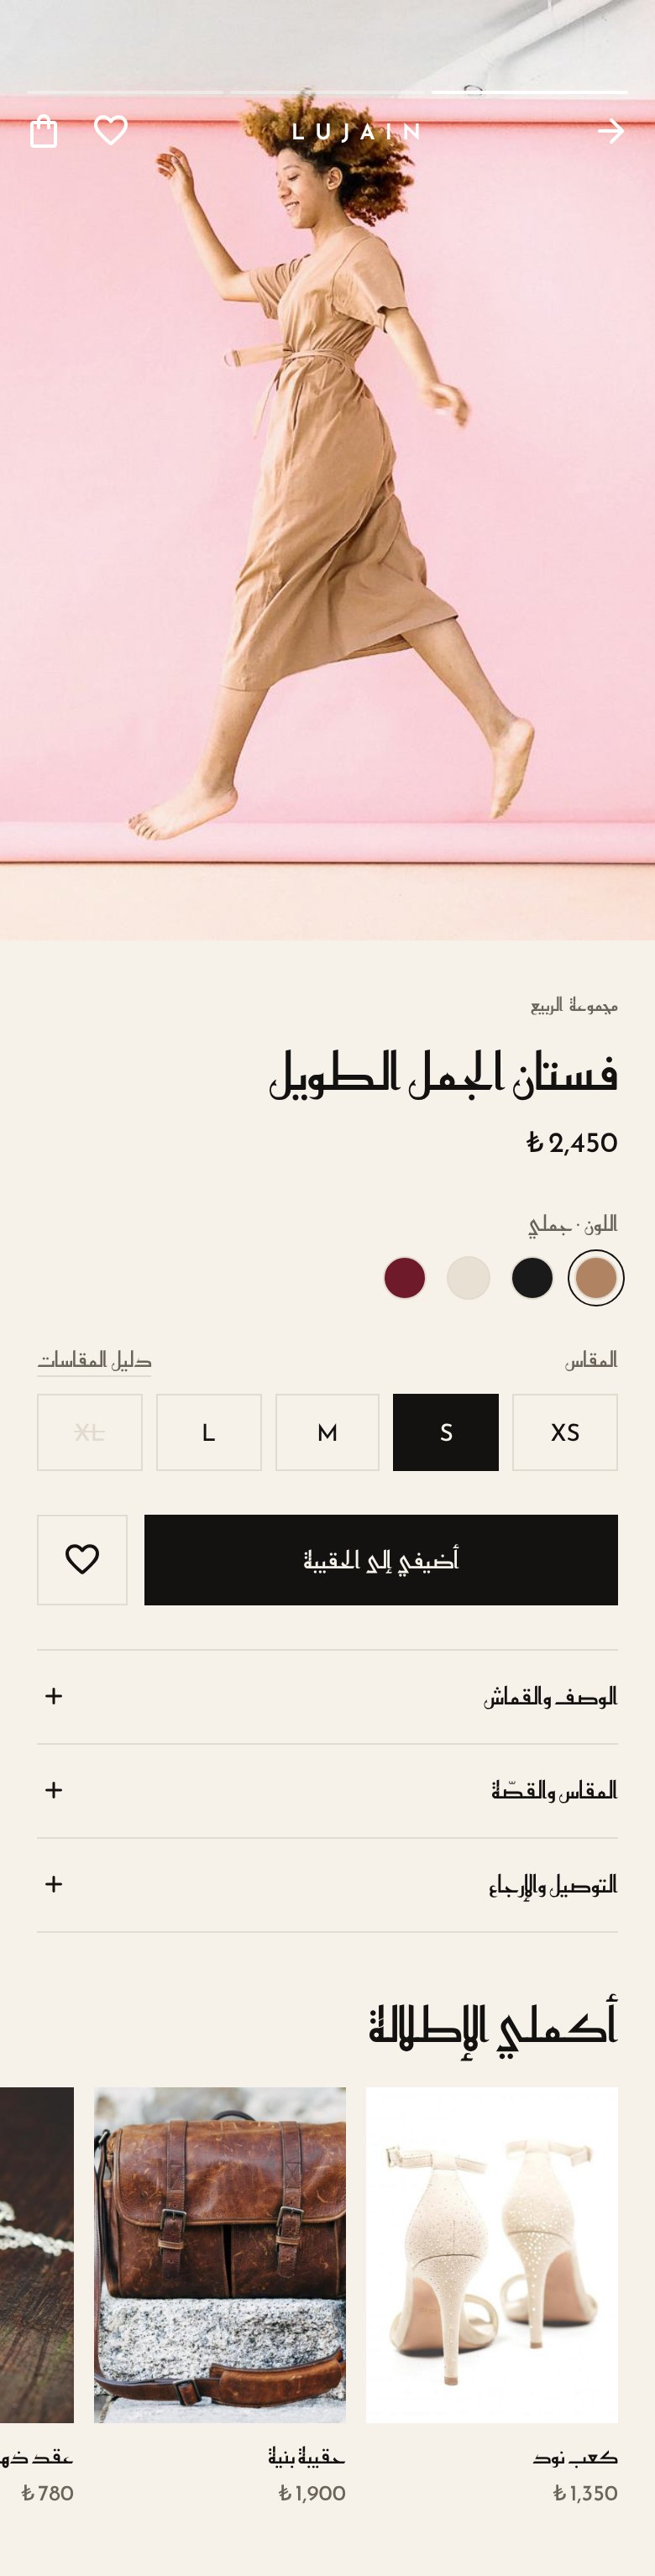 LUJAIN
مجموعة الربيع
فستان الجمل الطويل
₺ 2,450
اللون · جملي
المقاس
دليل المقاسات
XS
S
M
L
XL
أضيفي إلى الحقيبة
الوصف والقماش
المقاس والقصّة
التوصيل والإرجاع
أكملي الإطلالة
كعب نود
₺ 1,350
حقيبة بنية
₺ 1,900
عقد
₺ 780